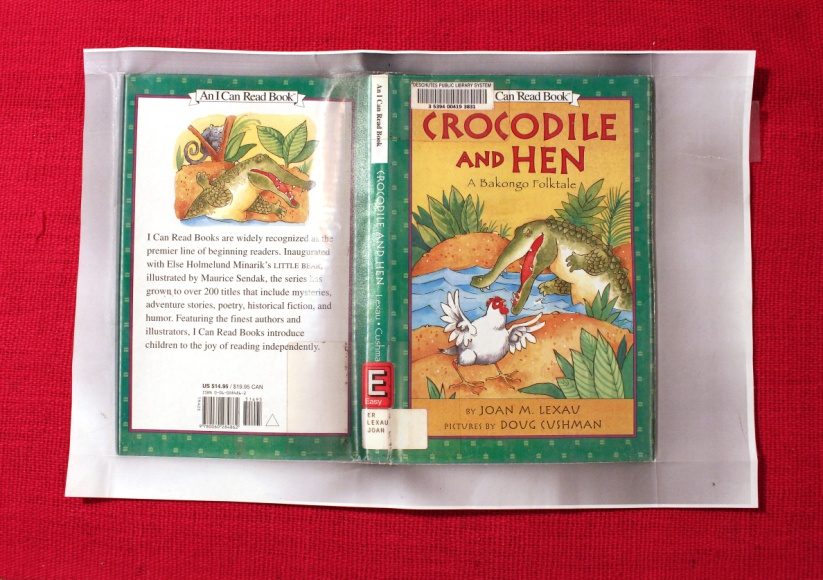 An I Can Read Book
I Can Read Books are widely recognized as the
premier line of beginning readers. Inaugurated
with Else Holmelund Minarik's LITTLE BEAR,
illustrated by Maurice Sendak, the series has
grown to over 200 titles that include mysteries,
adventure stories, poetry, historical fiction, and
humor. Featuring the finest authors and
illustrators, I Can Read Books introduce
children to the joy of reading independently.
US $14.95 / $19.95 CAN
An I Can Read Book
CROCODILE AND HEN Lexau • Cushma
E
Easy
ER
LEXAU
JOAN
DESCHUTES PUBLIC LIBRARY SYSTEM
Can Read Book
CROCODILE
AND HEN
A Bakongo Folktale
BY JOAN M. LEXAU
PICTURES BY DOUG CUSHMAN